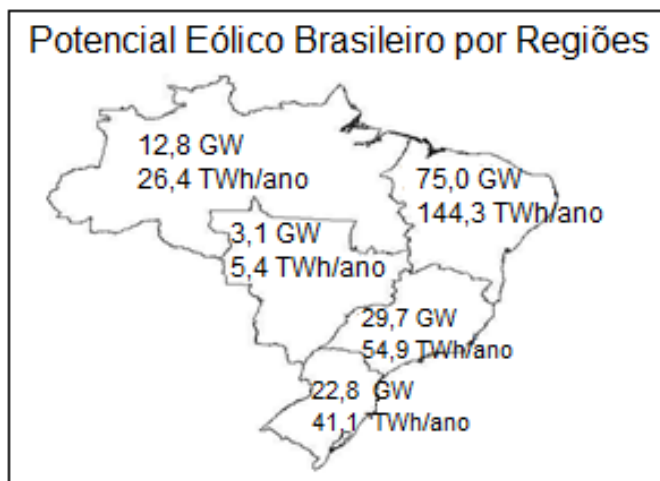 Potencial Eólico Brasileiro por Regiões
12,8 GW
26,4 TWh/ano
75,0 GW
144,3 TWh/ano
3,1 GW
5,4 TWh/ano
29,7 GW
54,9 TWh/ano
22,8 GW
41,1 TWh/ano